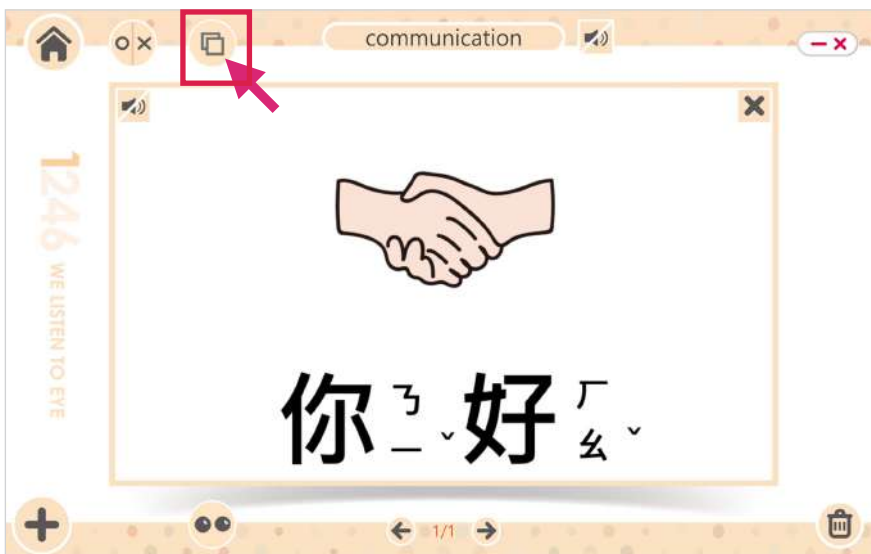 communication
1246 WE LISTEN TO EYE
你ㄋㄧˇ好ㄏㄠˇ
1/1